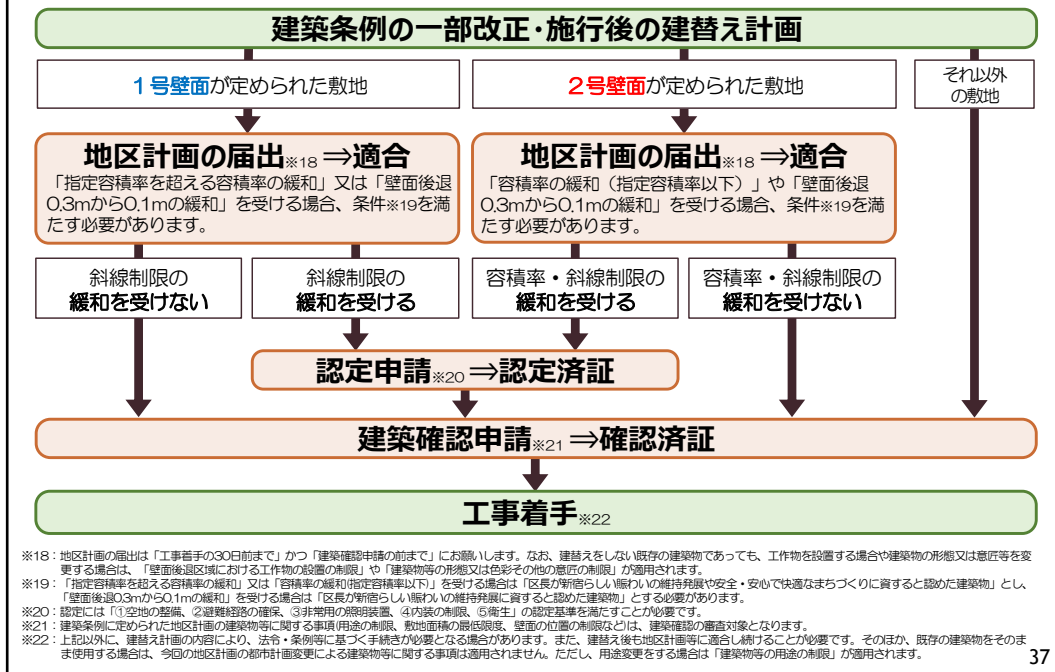 建築条例の一部改正・施行後の建替え計画
１号壁面が定められた敷地
２号壁面が定められた敷地
それ以外
の敷地
地区計画の届出※18 ⇒適合
「指定容積率を超える容積率の緩和」又は「壁面後退
0.3mから0.1mの緩和」を受ける場合、条件※19を満
たす必要があります。
地区計画の届出※18 ⇒適合
「容積率の緩和（指定容積率以下）」や「壁面後退
0.3mから0.1mの緩和」を受ける場合、条件※19を満
たす必要があります。
斜線制限の
緩和を受けない
斜線制限の
緩和を受ける
容積率・斜線制限の
緩和を受ける
容積率・斜線制限の
緩和を受けない
認定申請※20 ⇒認定済証
建築確認申請※21 ⇒確認済証
工事着手※22
※18：地区計画の届出は「工事着手の30日前まで」かつ「建築確認申請の前まで」にお願いします。なお、建替えをしない既存の建築物であっても、工作物を設置する場合や建築物の形態又は意匠等を変
更する場合は、「壁面後退区域における工作物の設置の制限」や「建築物等の形態又は色彩その他の意匠の制限」が適用されます。
※19：「指定容積率を超える容積率の緩和」又は「容積率の緩和(指定容積率以下)」を受ける場合は「区長が新宿らしい賑わいの維持発展や安全・安心で快適なまちづくりに資すると認めた建築物」とし、
「壁面後退0.3mから0.1mの緩和」を受ける場合は「区長が新宿らしい賑わいの維持発展に資すると認めた建築物」とする必要があります。
※20：認定には「①空地の整備、②避難経路の確保、③非常用の照明装置、④内装の制限、⑤衛生」の認定基準を満たすことが必要です。
※21：建築条例に定められた地区計画の建築物等に関する事項(用途の制限、敷地面積の最低限度、壁面の位置の制限など)は、建築確認の審査対象となります。
※22：上記以外に、建替え計画の内容により、法令・条例等に基づく手続きが必要となる場合があります。また、建替え後も地区計画等に適合し続けることが必要です。そのほか、既存の建築物をそのま
ま使用する場合は、今回の地区計画の都市計画変更による建築物等に関する事項は適用されません。ただし、用途変更をする場合は「建築物等の用途の制限」が適用されます。
37